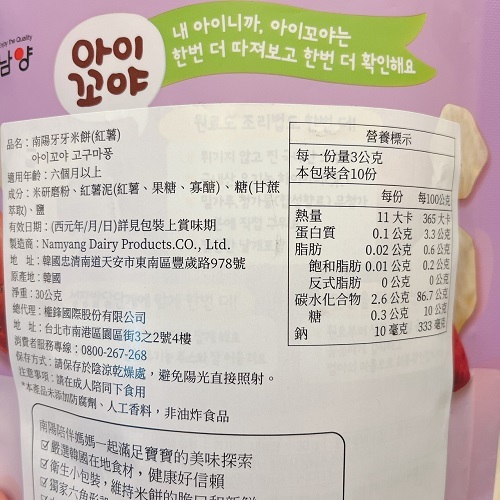 Enjoy the Quality
남양
아이
꼬야
내 아이니까, 아이꼬야는
한번 더 따져보고 한번 더 확인해요
品名：南陽牙牙米餅(紅薯)
아이꼬야 고구마퐁
適用年齡：六個月以上
成分：米研磨粉、紅薯泥(紅薯、果糖、寡醣)、糖(甘蔗
萃取)、鹽
有效日期：(西元年/月/日)詳見包裝上賞味期
製造商：Namyang Dairy Products.CO., Ltd.
地　址：韓國忠清南道天安市東南區豐歲路978號
原產地：韓國
淨重：30公克
總代理：權鋒國際股份有限公司
地　址：台北市南港區園區街3之2號4樓
消費者服務專線：0800-267-268
保存方式：請保存於陰涼乾燥處，避免陽光直接照射。
注意事項：請在成人陪同下食用
*本產品未添加防腐劑、人工香料，非油炸食品
營養標示
每一份量3公克
本包裝含10份
每份 每100公克
熱量 11 大卡 365 大卡
蛋白質 0.1 公克 3.3 公克
脂肪 0.02 公克 0.6 公克
飽和脂肪 0.01 公克 0.2 公克
反式脂肪 0 公克 0 公克
碳水化合物 2.6 公克 86.7 公克
糖 0.3 公克 10 公克
鈉 10 毫克 333 毫克
南陽陪伴媽媽一起滿足寶寶的美味探索
☑嚴選韓國在地食材，健康好信賴
☑衛生小包裝，維持米餅的脆口和新鮮
☑獨家六角形